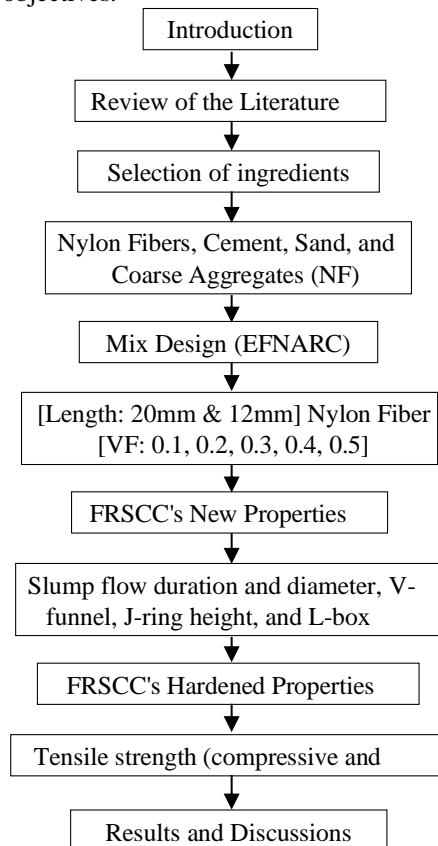 objectives.
Introduction
Review of the Literature
Selection of ingredients
Nylon Fibers, Cement, Sand, and
Coarse Aggregates (NF)
Mix Design (EFNARC)
[Length: 20mm & 12mm] Nylon Fiber
[VF: 0.1, 0.2, 0.3, 0.4, 0.5]
FRSCC's New Properties
Slump flow duration and diameter, V-
funnel, J-ring height, and L-box
FRSCC's Hardened Properties
Tensile strength (compressive and
Results and Discussions